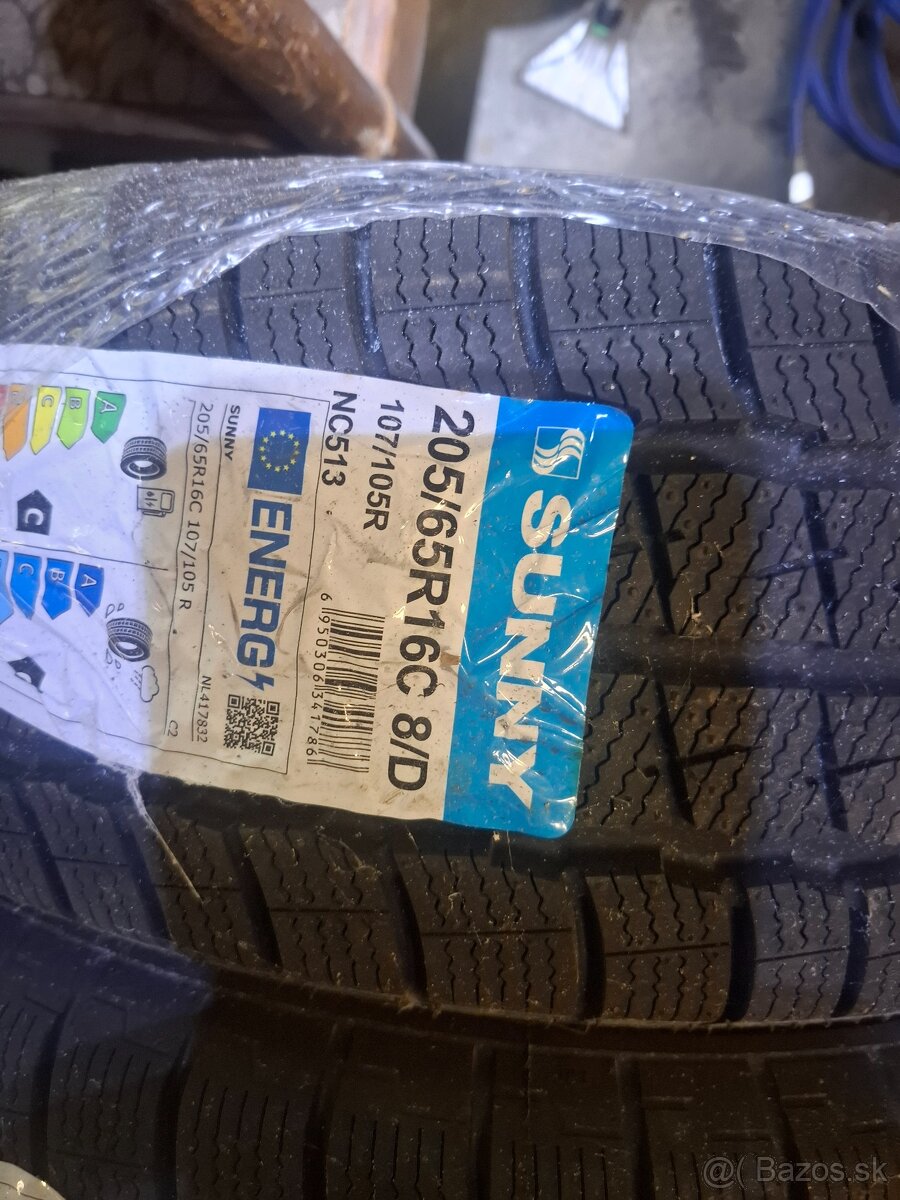 SUNNY
205/65R16C 8/D
107/105R
NC513
6 950306 341786
ENERG
SUNNY
205/65R16C 107/105 R
NL417832
C2
A
B
C
C
A
B
C
@( Bazos.sk